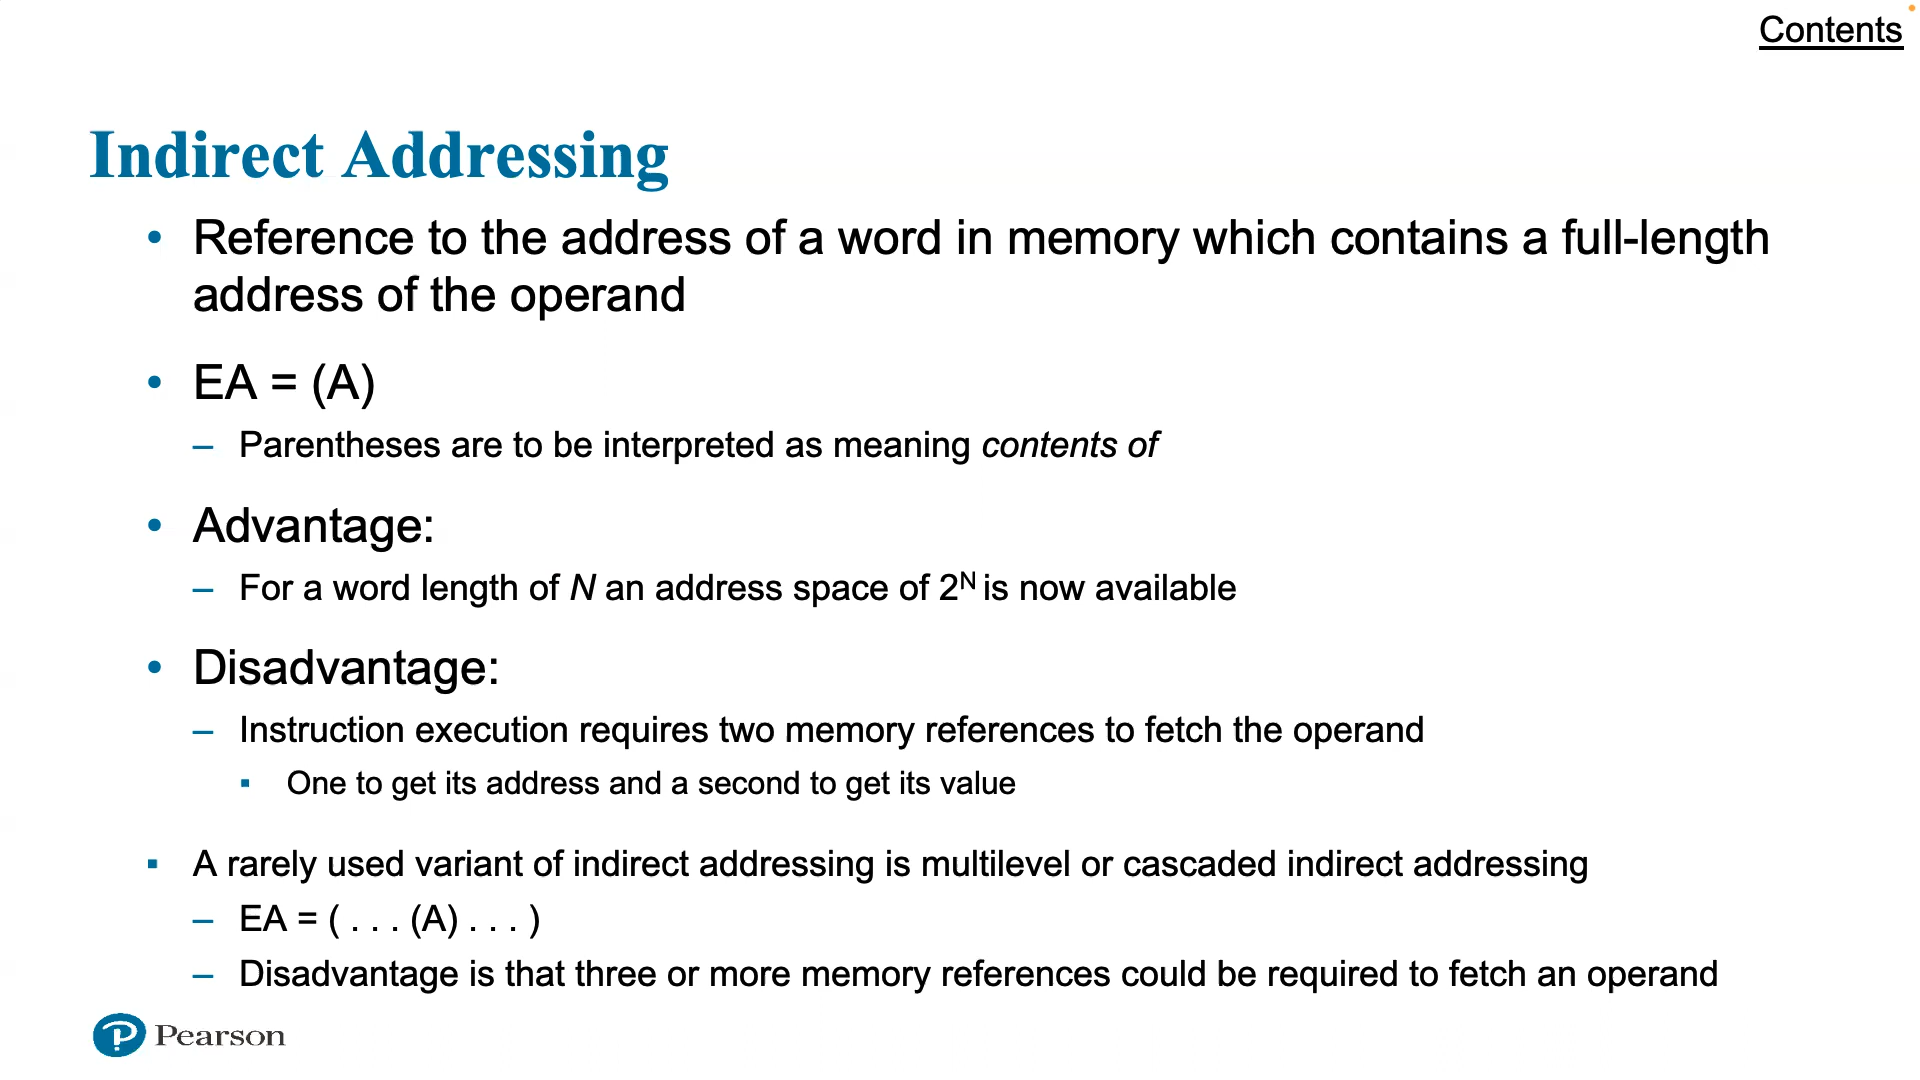 Contents
Indirect Addressing
• Reference to the address of a word in memory which contains a full-length
address of the operand
• EA = (A)
– Parentheses are to be interpreted as meaning contents of
• Advantage:
– For a word length of N an address space of 2ᴺ is now available
• Disadvantage:
– Instruction execution requires two memory references to fetch the operand
▪ One to get its address and a second to get its value
▪ A rarely used variant of indirect addressing is multilevel or cascaded indirect addressing
– EA = ( . . . (A) . . . )
– Disadvantage is that three or more memory references could be required to fetch an operand
P Pearson